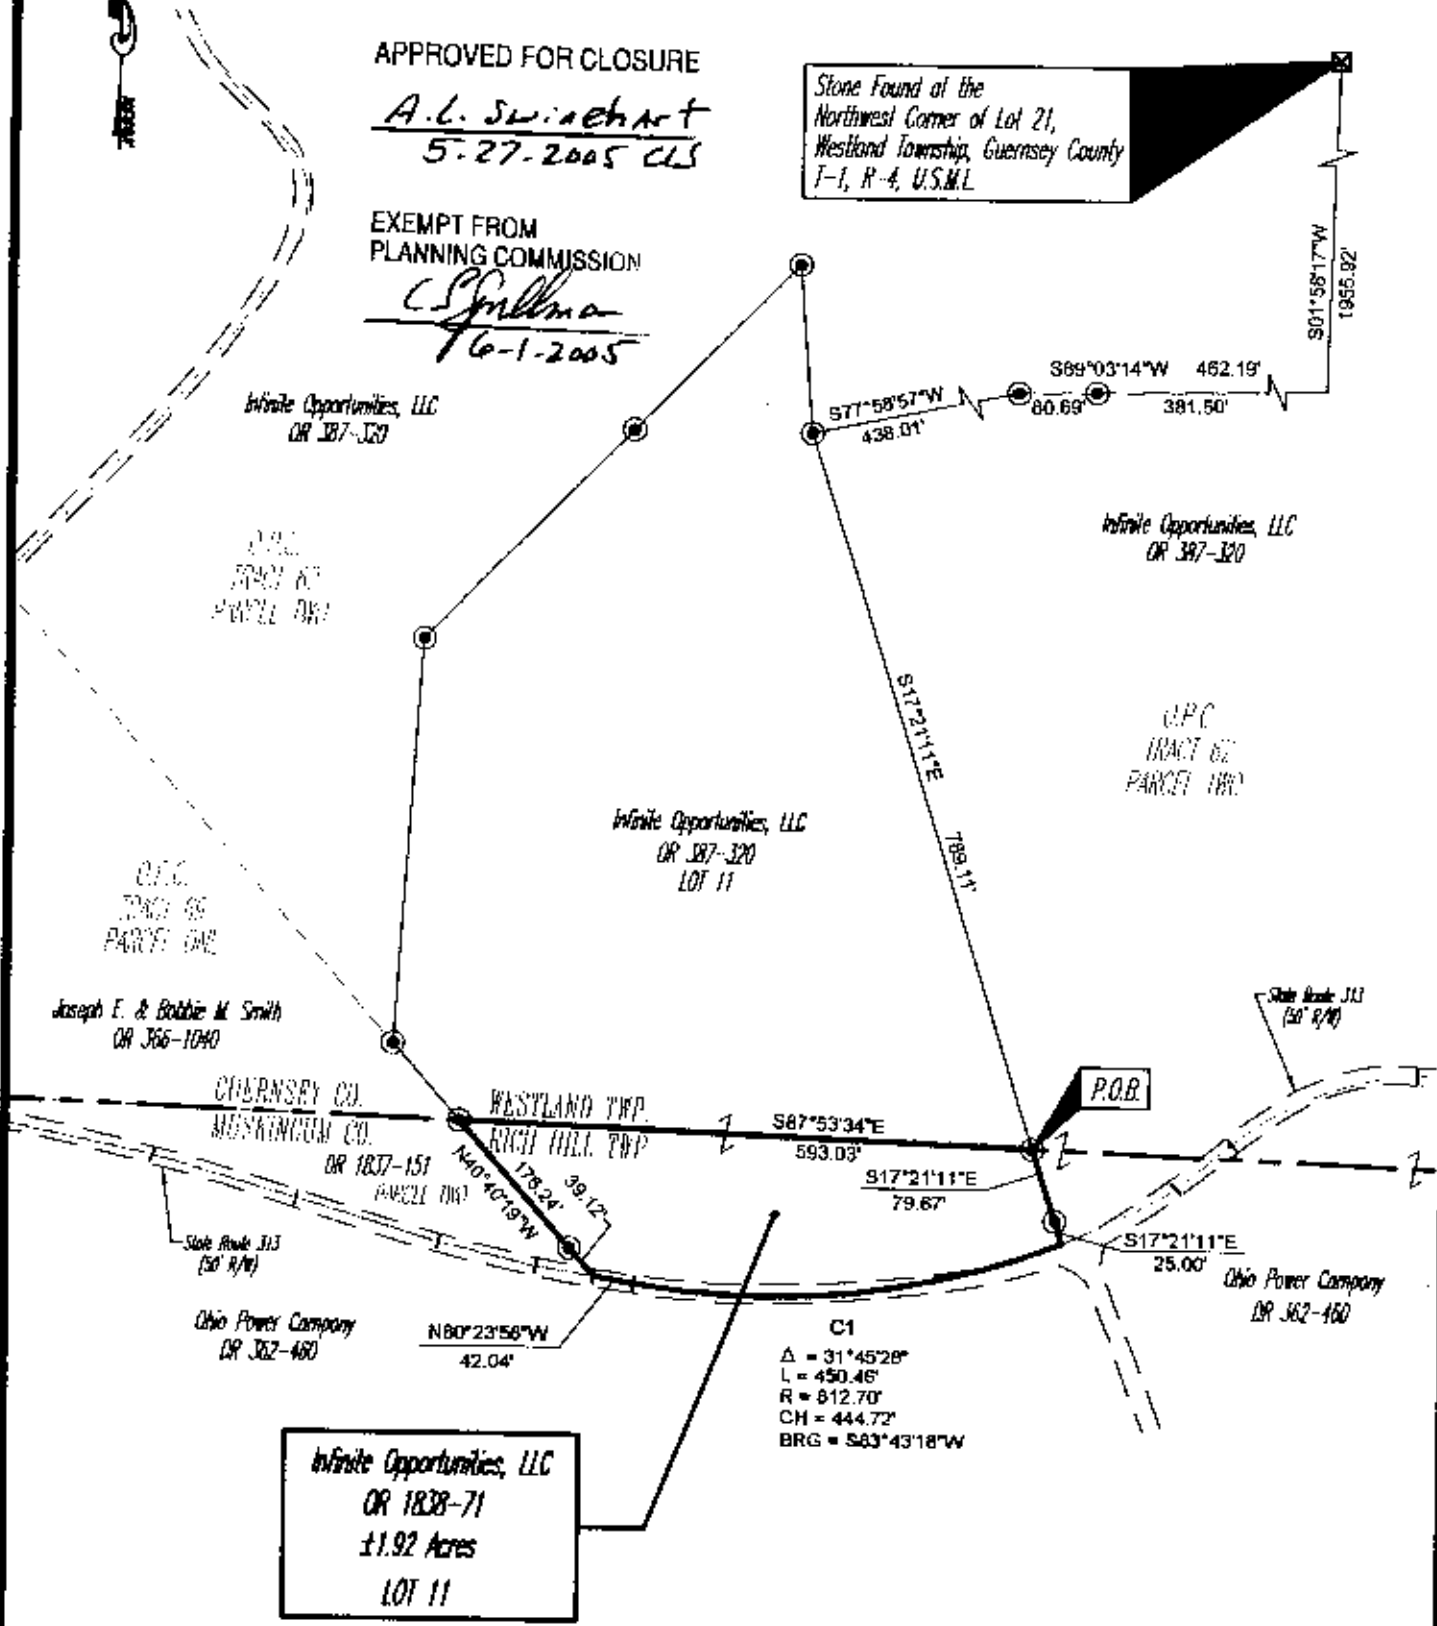 APPROVED FOR CLOSURE
A.L. Swinehart
5-27-2005 CLS
EXEMPT FROM
PLANNING COMMISSION
6-1-2005
Stone Found at the
Northwest Corner of Lot 21,
Westland Township, Guernsey County
T-1, R-4, U.S.M.L.
S01°58'17"W
1955.92'
S89°03'14"W 462.19'
80.69' 381.50'
S77°58'57"W
438.01'
Infinite Opportunities, LLC
OR 387-320
Infinite Opportunities, LLC
OR 387-320
TRACT
PARCEL TWO
S17°21'11"E
789.11'
O.P.C.
TRACT 62
PARCEL TWO
Infinite Opportunities, LLC
OR 387-320
LOT 11
TRACT
PARCEL ONE
Joseph E. & Bobbie M. Smith
OR 366-1040
State Route 313
(50' R/W)
GUERNSEY CO.
MUSKINGUM CO.
WESTLAND TWP.
RICH HILL TWP.
P.O.B.
S87°53'34"E
593.03'
OR 1837-151
PARCEL TWO
N40°40'19"W
178.24'
39.12'
S17°21'11"E
79.67'
S17°21'11"E
25.00'
State Route 313
(50' R/W)
Ohio Power Company
DR 362-460
Ohio Power Company
DR 362-460
N80°23'58"W
42.04'
C1
Δ = 31°45'28"
L = 450.46'
R = 812.70'
CH = 444.72'
BRG = S83°43'18"W
Infinite Opportunities, LLC
OR 1838-71
±1.92 Acres
LOT 11